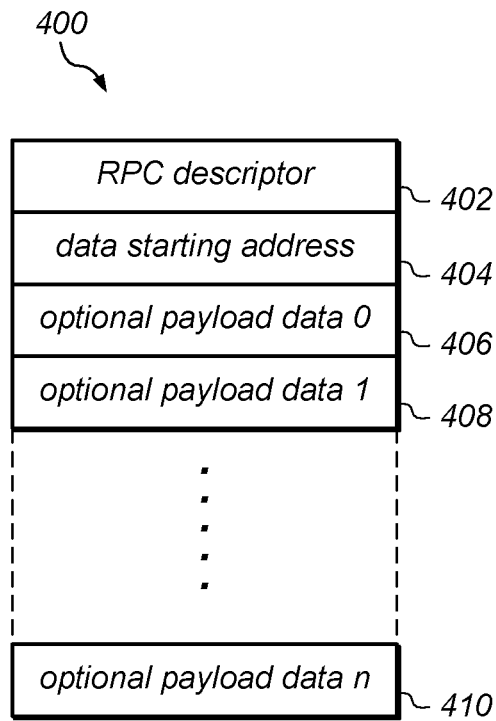 400
RPC descriptor
402
data starting address
404
optional payload data 0
406
optional payload data 1
408
optional payload data n
410